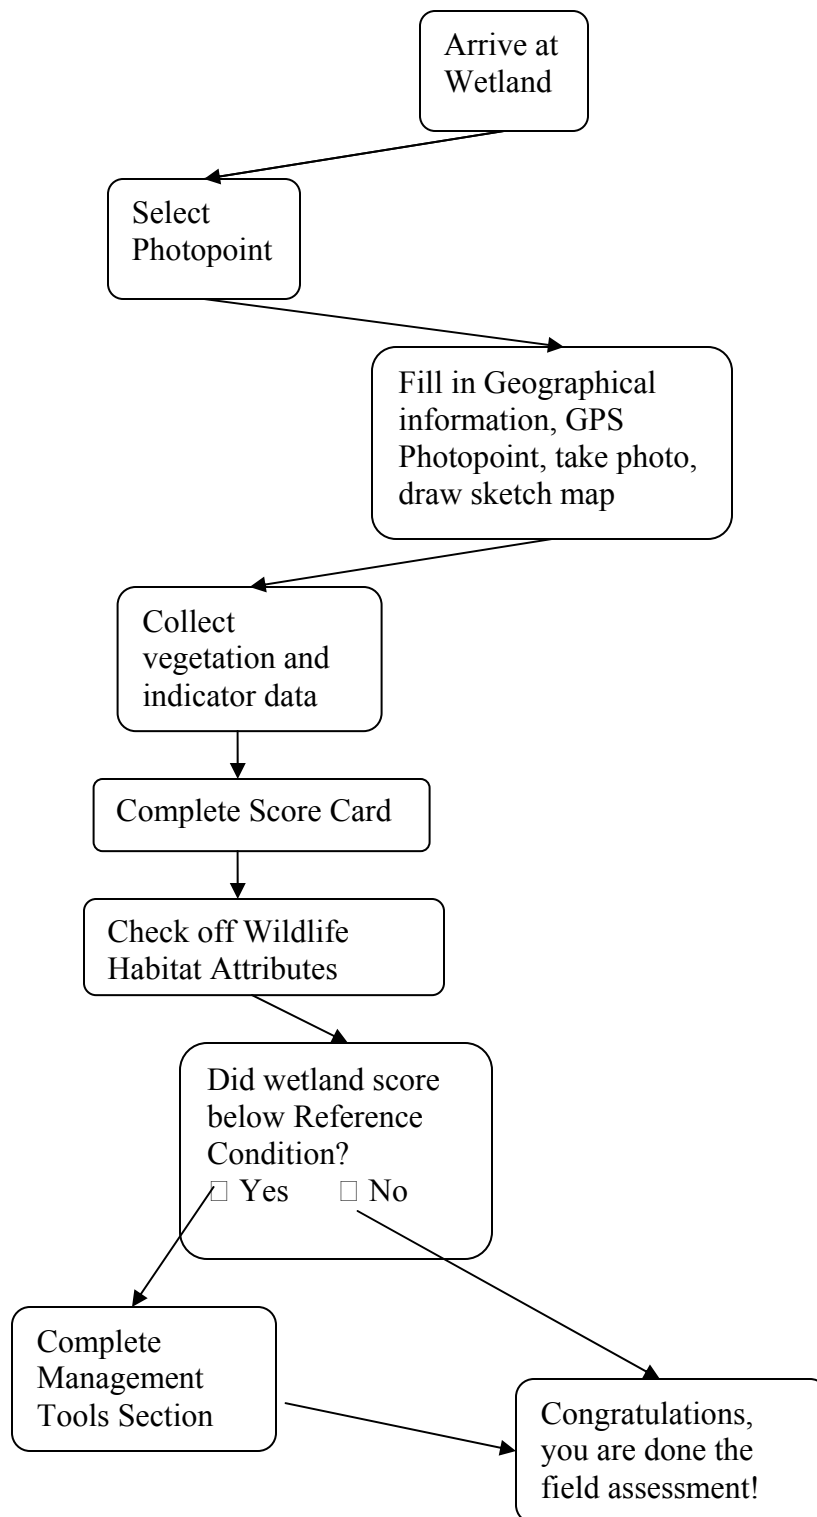 Arrive at
Wetland
Select
Photopoint
Fill in Geographical
information, GPS
Photopoint, take photo,
draw sketch map
Collect
vegetation and
indicator data
Complete Score Card
Check off Wildlife
Habitat Attributes
Did wetland score
below Reference
Condition?
□ Yes □ No
Complete
Management
Tools Section
Congratulations,
you are done the
field assessment!